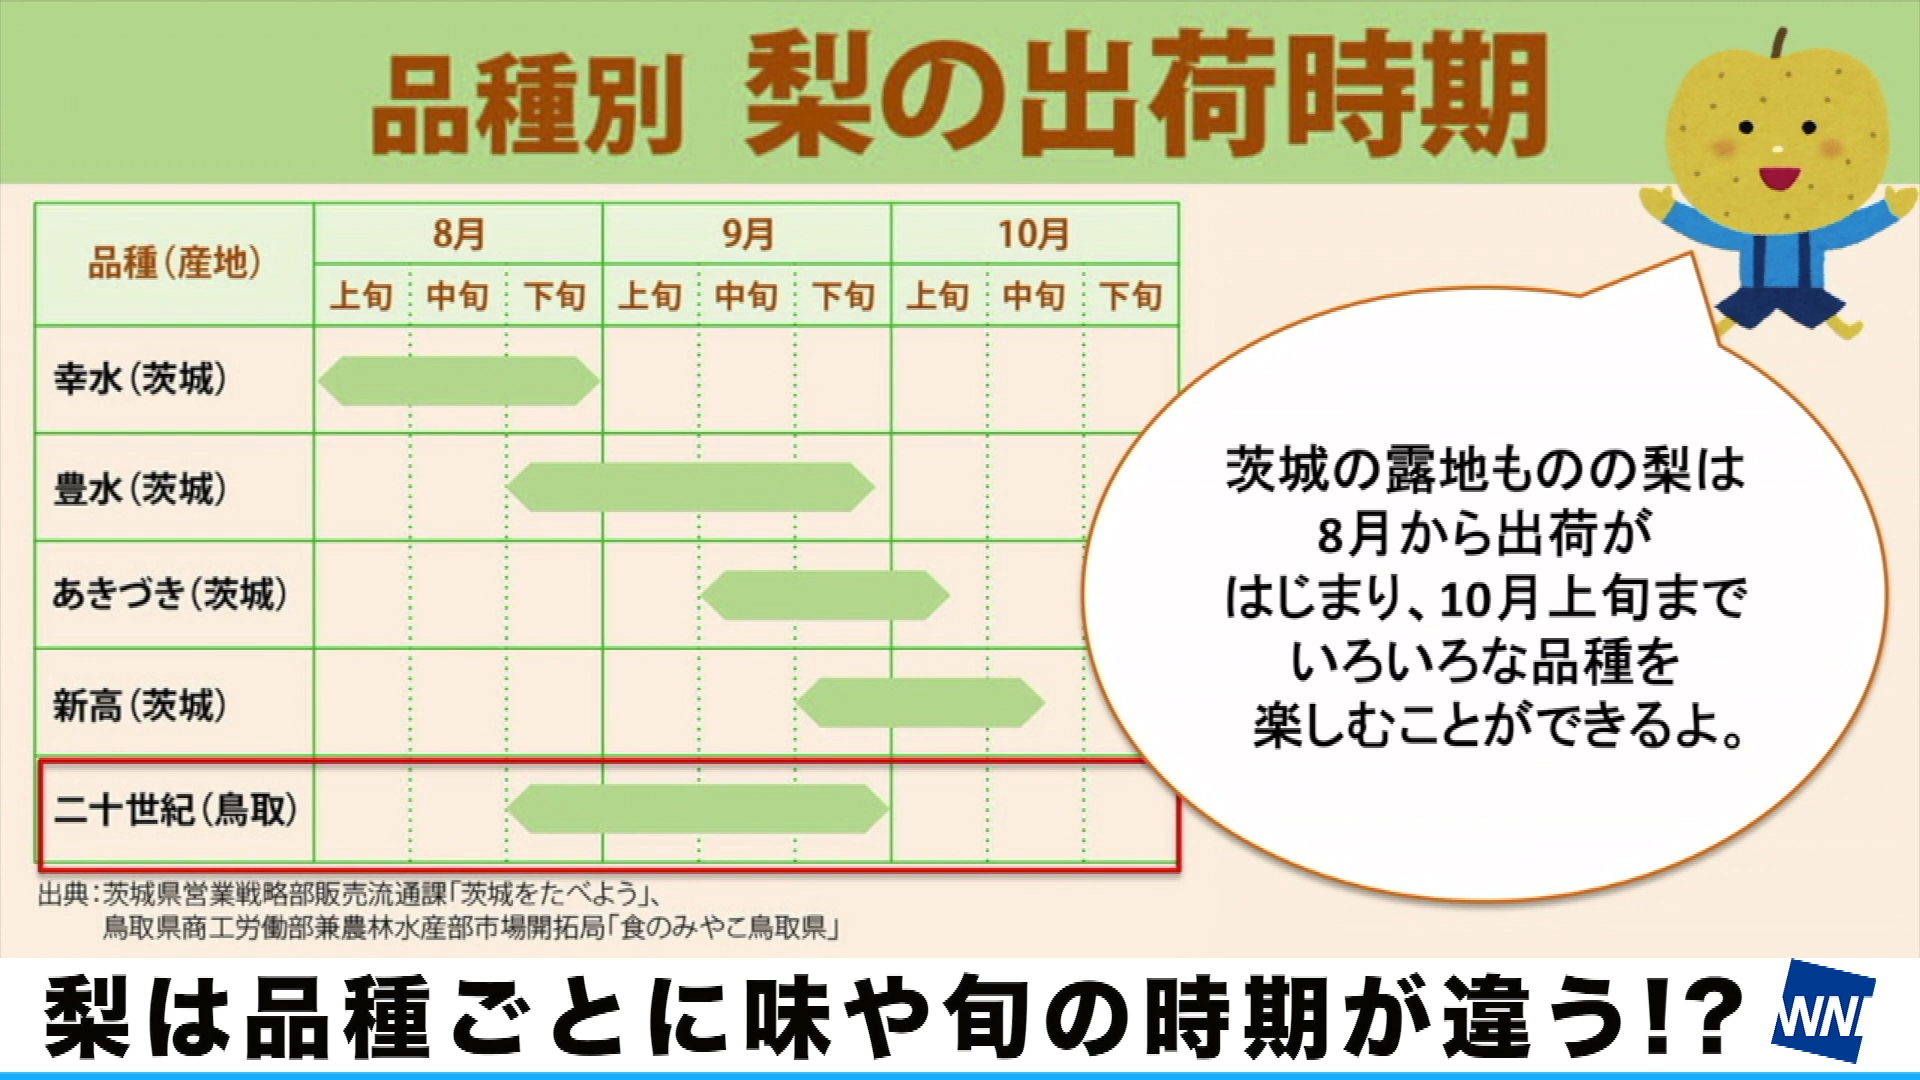 品種別 梨の出荷時期
品種（産地）
8月 9月 10月
上旬 中旬 下旬 上旬 中旬 下旬 上旬 中旬 下旬
幸水（茨城）
豊水（茨城）
あきづき（茨城）
新高（茨城）
二十世紀（鳥取）
茨城の露地ものの梨は
8月から出荷が
はじまり、10月上旬まで
いろいろな品種を
楽しむことができるよ。
出典：茨城県営業戦略部販売流通課「茨城をたべよう」、
鳥取県商工労働部兼農林水産部市場開拓局「食のみやこ鳥取県」
梨は品種ごとに味や旬の時期が違う!?
WN